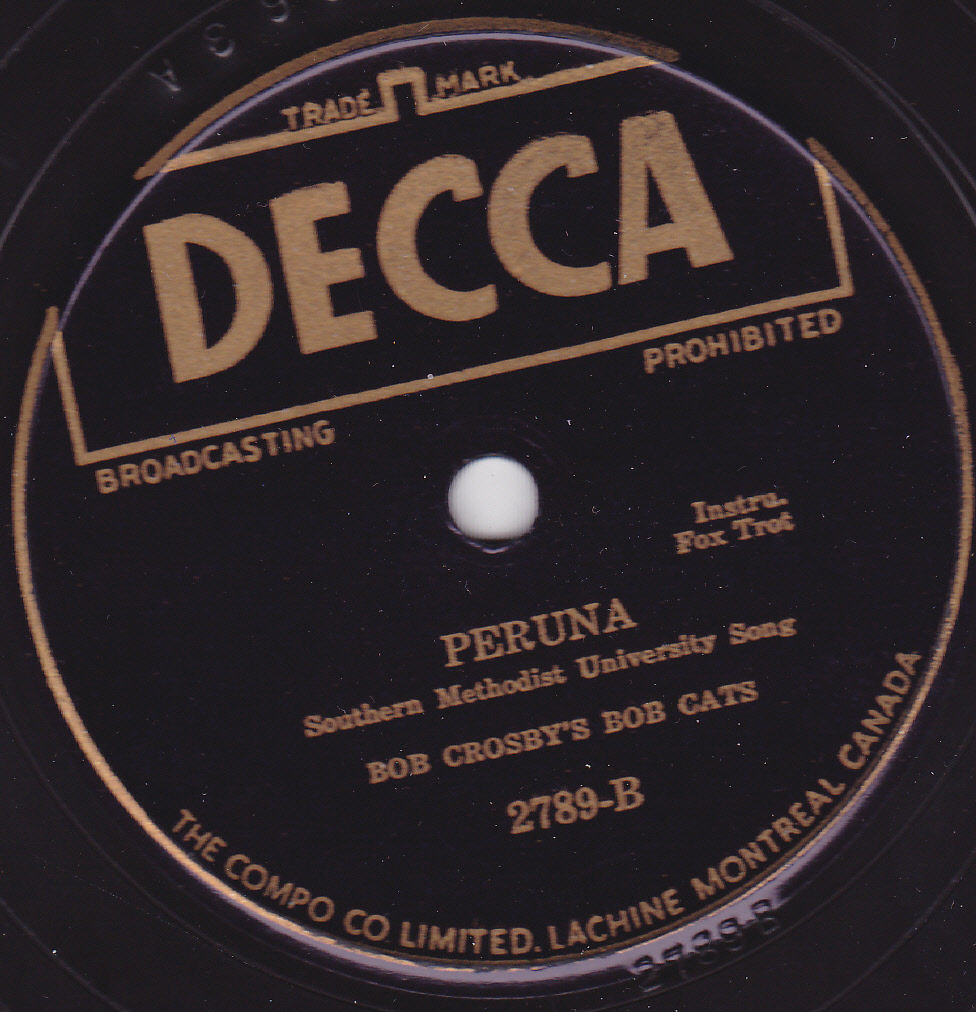 TRADE MARK
DECCA
BROADCASTING PROHIBITED
Instru.
Fox Trot
PERUNA
Southern Methodist University Song
BOB CROSBY'S BOB CATS
2789-B
THE COMPO CO LIMITED. LACHINE MONTREAL CANADA
2789-B